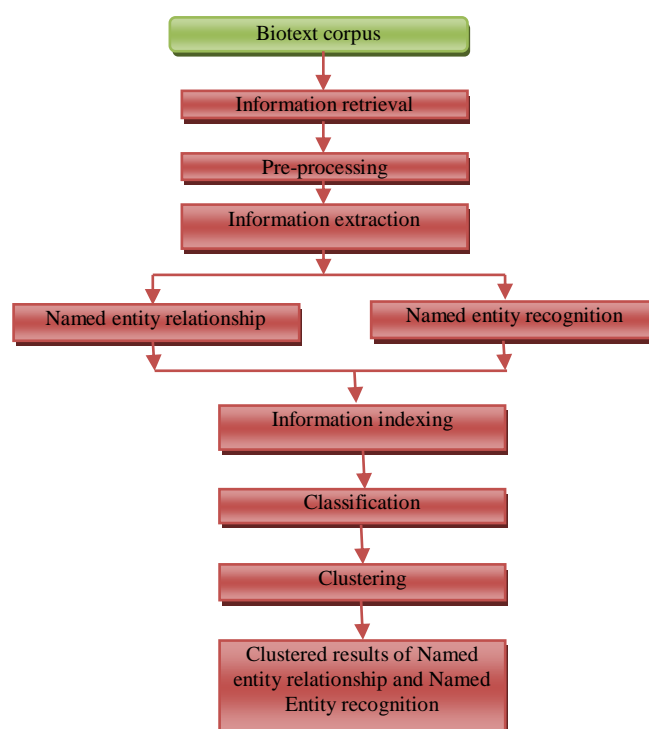 Biotext corpus
Information retrieval
Pre-processing
Information extraction
Named entity relationship
Named entity recognition
Information indexing
Classification
Clustering
Clustered results of Named
entity relationship and Named
Entity recognition